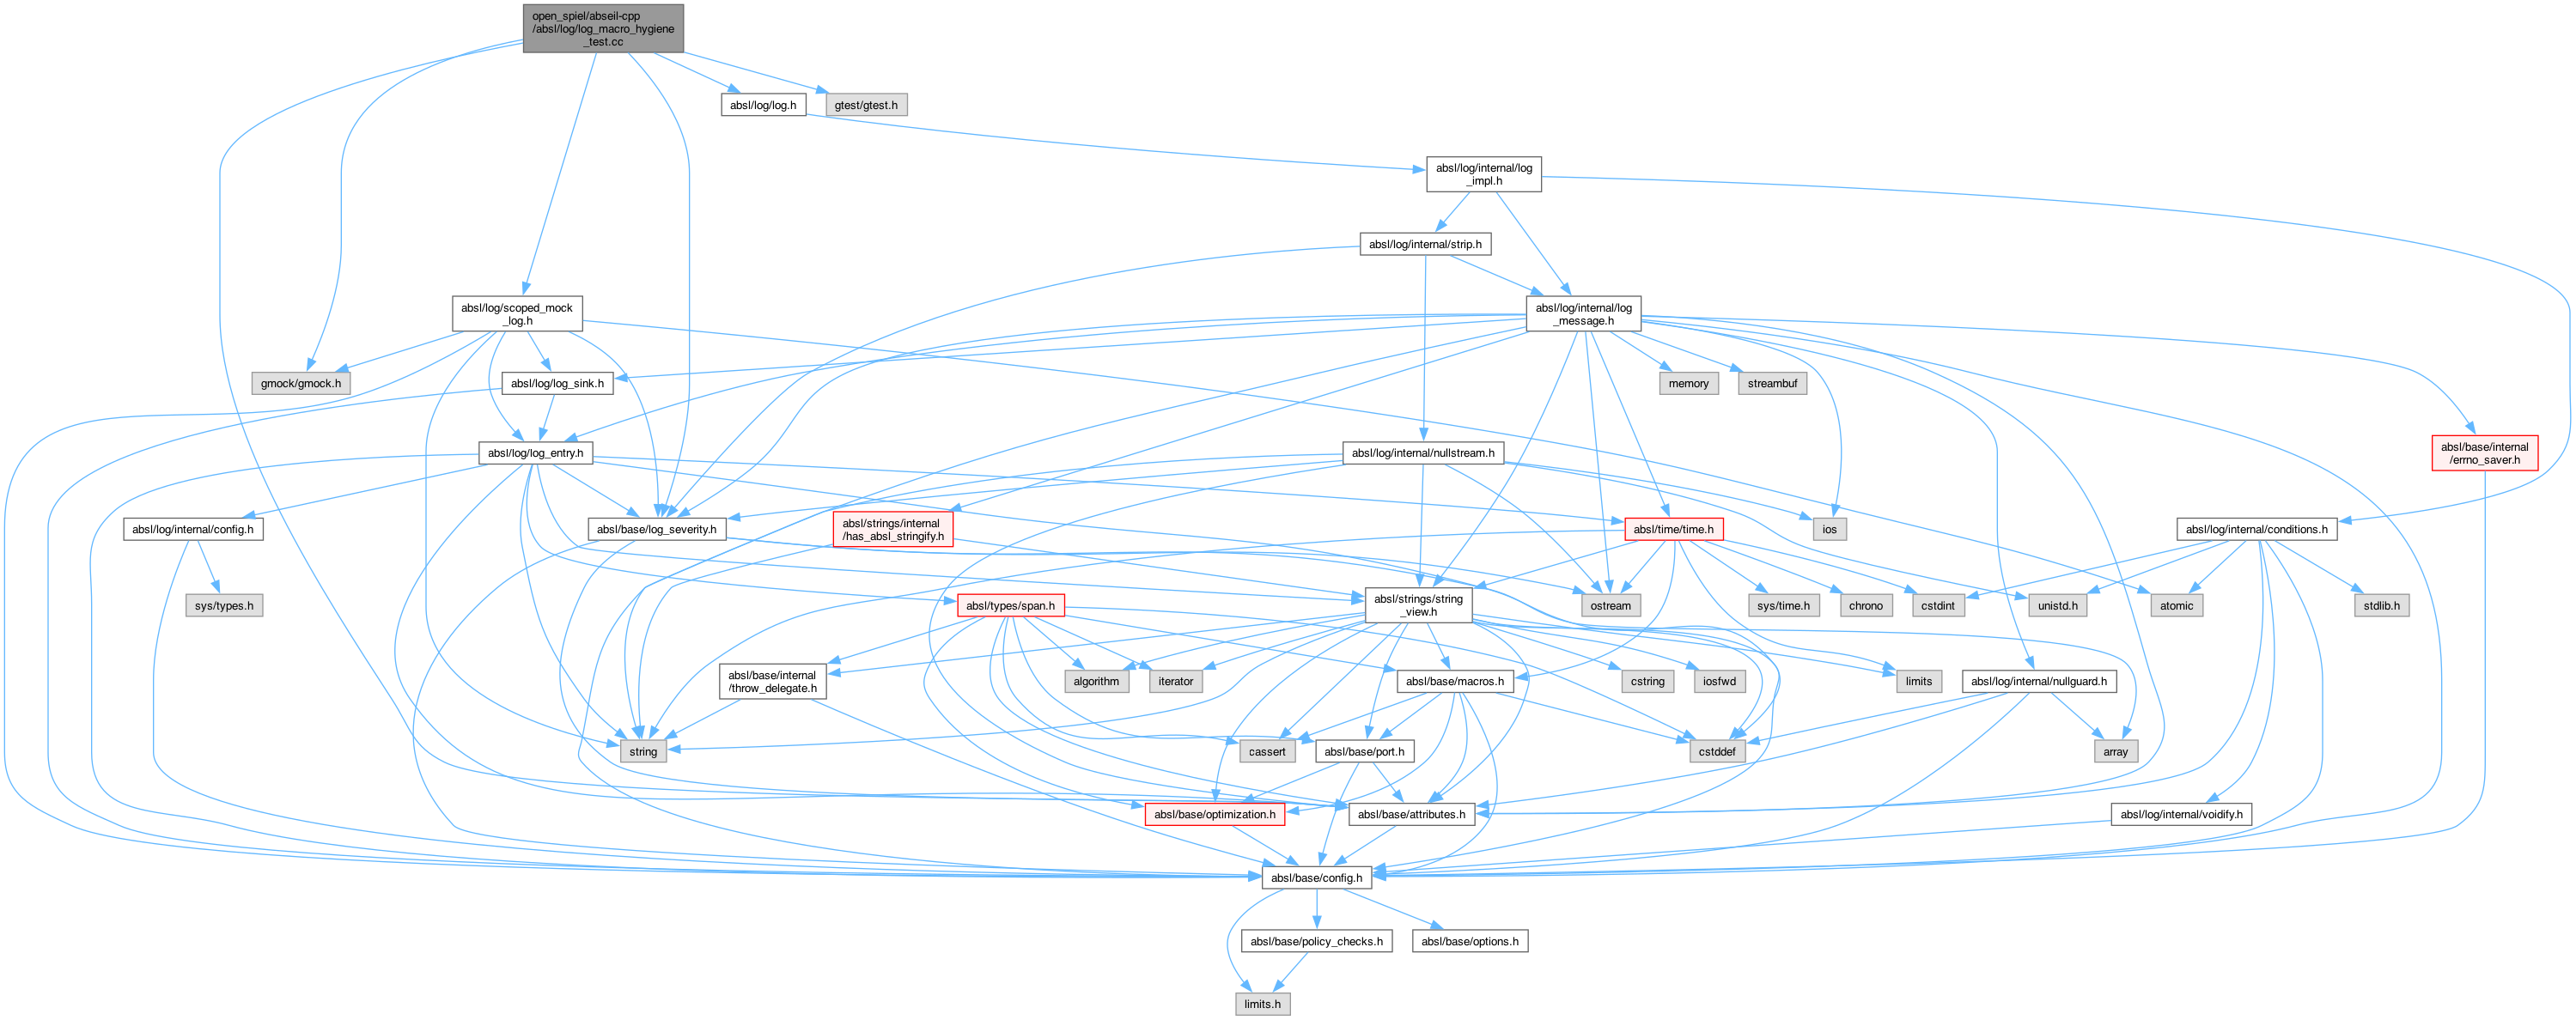 open_spiel/abseil-cpp
/absl/log/log_macro_hygiene
_test.cc
absl/log/log.h
gtest/gtest.h
absl/log/internal/log
_impl.h
absl/log/internal/strip.h
absl/log/scoped_mock
_log.h
absl/log/internal/log
_message.h
gmock/gmock.h
absl/log/log_sink.h
memory
streambuf
absl/log/log_entry.h
absl/log/internal/nullstream.h
absl/base/internal
/errno_saver.h
absl/log/internal/config.h
absl/base/log_severity.h
absl/strings/internal
/has_absl_stringify.h
absl/time/time.h
ios
absl/log/internal/conditions.h
sys/types.h
absl/types/span.h
absl/strings/string
_view.h
ostream
sys/time.h
chrono
cstdint
unistd.h
atomic
stdlib.h
absl/base/internal
/throw_delegate.h
algorithm
iterator
absl/base/macros.h
cstring
iosfwd
limits
absl/log/internal/nullguard.h
string
cassert
absl/base/port.h
cstddef
array
absl/base/optimization.h
absl/base/attributes.h
absl/log/internal/voidify.h
absl/base/config.h
absl/base/policy_checks.h
absl/base/options.h
limits.h